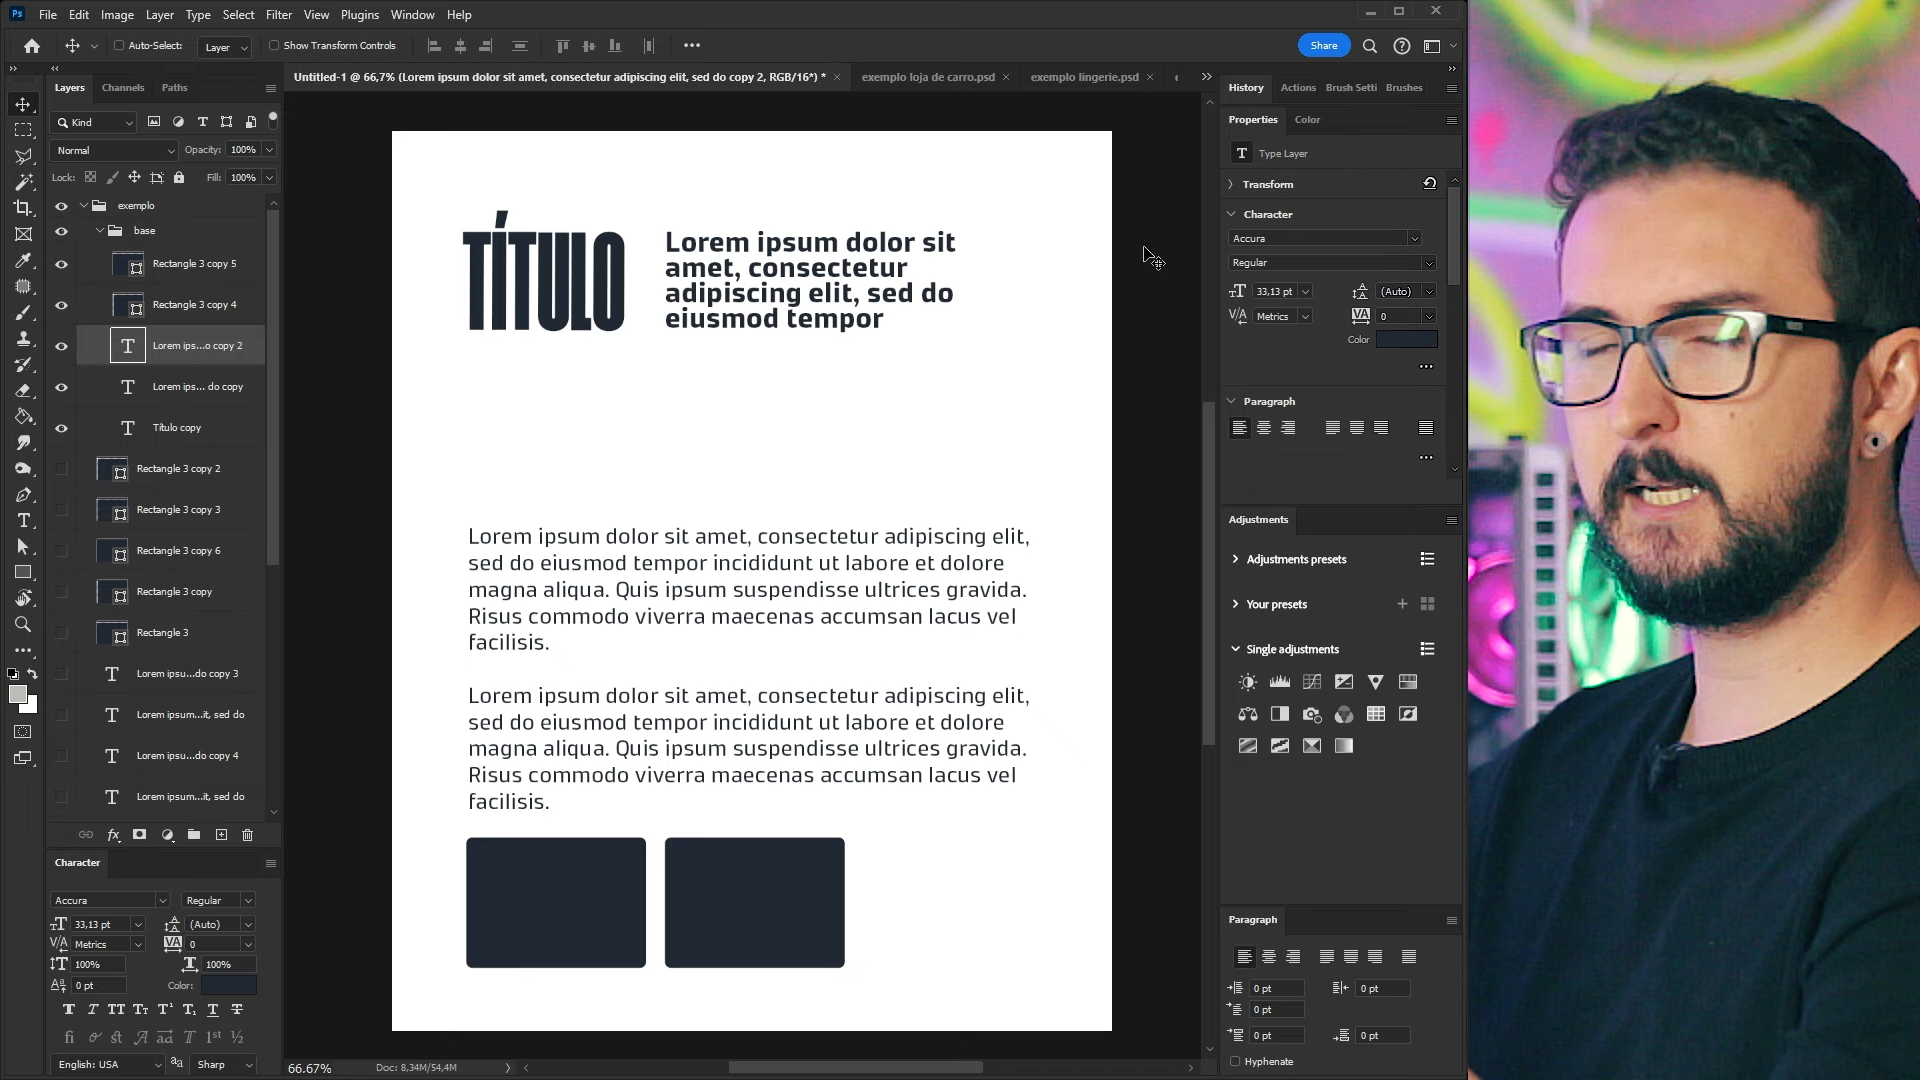 File Edit Image Layer Type Select Filter View Plugins Window Help
Auto-Select: Layer Show Transform Controls Share
Untitled-1 @ 66,7% (Lorem ipsum dolor sit amet, consectetur adipiscing elit, sed do copy 2, RGB/16*) * exemplo loja de carro.psd exemplo lingerie.psd
Layers Channels Paths
Kind
Normal Opacity: 100%
Lock: Fill: 100%
exemplo
base
Rectangle 3 copy 5
Rectangle 3 copy 4
Lorem ips...o copy 2
Lorem ips... do copy
Título copy
Rectangle 3 copy 2
Rectangle 3 copy 3
Rectangle 3 copy 6
Rectangle 3 copy
Rectangle 3
Lorem ipsu...do copy 3
Lorem ipsum...it, sed do
Lorem ipsu...do copy 4
Lorem ipsum...it, sed do
Character
Accura Regular
33,13 pt (Auto)
Metrics 0
100% 100%
0 pt Color:
English: USA Sharp
TÍTULO
Lorem ipsum dolor sit
amet, consectetur
adipiscing elit, sed do
eiusmod tempor
Lorem ipsum dolor sit amet, consectetur adipiscing elit,
sed do eiusmod tempor incididunt ut labore et dolore
magna aliqua. Quis ipsum suspendisse ultrices gravida.
Risus commodo viverra maecenas accumsan lacus vel
facilisis.
Lorem ipsum dolor sit amet, consectetur adipiscing elit,
sed do eiusmod tempor incididunt ut labore et dolore
magna aliqua. Quis ipsum suspendisse ultrices gravida.
Risus commodo viverra maecenas accumsan lacus vel
facilisis.
66.67% Doc: 8,34M/54,4M
History Actions Brush Setti Brushes
Properties Color
Type Layer
Transform
Character
Accura
Regular
33,13 pt (Auto)
Metrics 0
Color
Paragraph
Adjustments
Adjustments presets
Your presets
Single adjustments
Paragraph
0 pt 0 pt
0 pt
0 pt 0 pt
Hyphenate